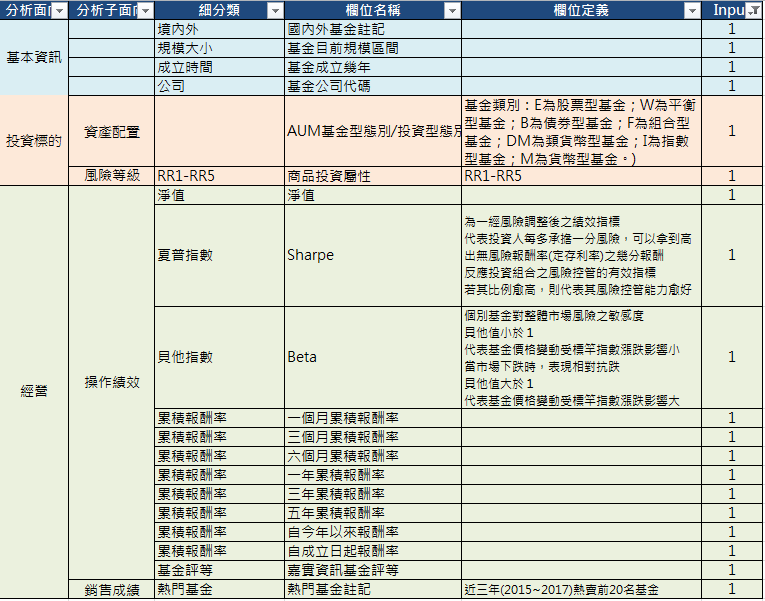 分析面向 分析子面向 細分類 欄位名稱 欄位定義 Inpu
基本資訊
境內外 國內外基金註記 1
規模大小 基金目前規模區間 1
成立時間 基金成立幾年 1
公司 基金公司代碼 1
投資標的
資產配置 AUM基金型態別/投資型態別 1
基金類別：E為股票型基金；W為平衡
型基金；B為債券型基金；F為組合型
基金；DM為類貨幣型基金；I為指數
型基金；M為貨幣型基金。)
風險等級 RR1-RR5 商品投資屬性 RR1-RR5 1
經營
操作績效
淨值 淨值 1
夏普指數 Sharpe 1
為一經風險調整後之績效指標
代表投資人每多承擔一分風險，可以拿到高
出無風險報酬率(定存利率)之幾分報酬
反應投資組合之風險控管的有效指標
若其比例愈高，則代表其風險控管能力愈好
貝他指數 Beta 1
個別基金對整體市場風險之敏感度
貝他值小於１
代表基金價格變動受標竿指數漲跌影響小
當市場下跌時，表現相對抗跌
貝他值大於１
代表基金價格變動受標竿指數漲跌影響大
累積報酬率 一個月累積報酬率 1
累積報酬率 三個月累積報酬率 1
累積報酬率 六個月累積報酬率 1
累積報酬率 一年累積報酬率 1
累積報酬率 三年累積報酬率 1
累積報酬率 五年累積報酬率 1
累積報酬率 自今年以來報酬率 1
累積報酬率 自成立日起報酬率 1
基金評等 嘉實資訊基金評等 1
銷售成績 熱門基金 熱門基金註記 近三年(2015~2017)熱賣前20名基金 1